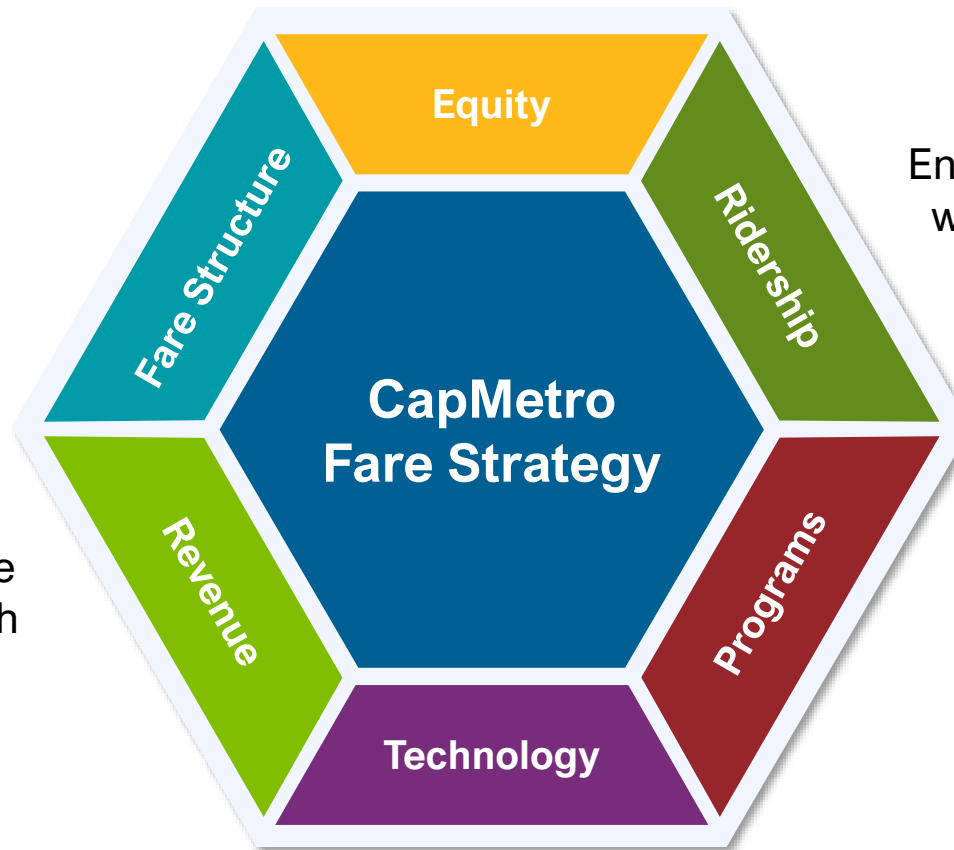 Equity
Fare Structure
Ridership
CapMetro
Fare Strategy
Revenue
Programs
Technology